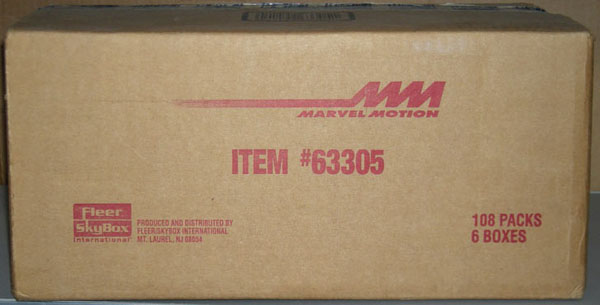 MARVEL MOTION
ITEM #63305
Fleer
SkyBox
International
PRODUCED AND DISTRIBUTED BY
FLEER/SKYBOX INTERNATIONAL
MT. LAUREL, NJ 08054
108 PACKS
6 BOXES